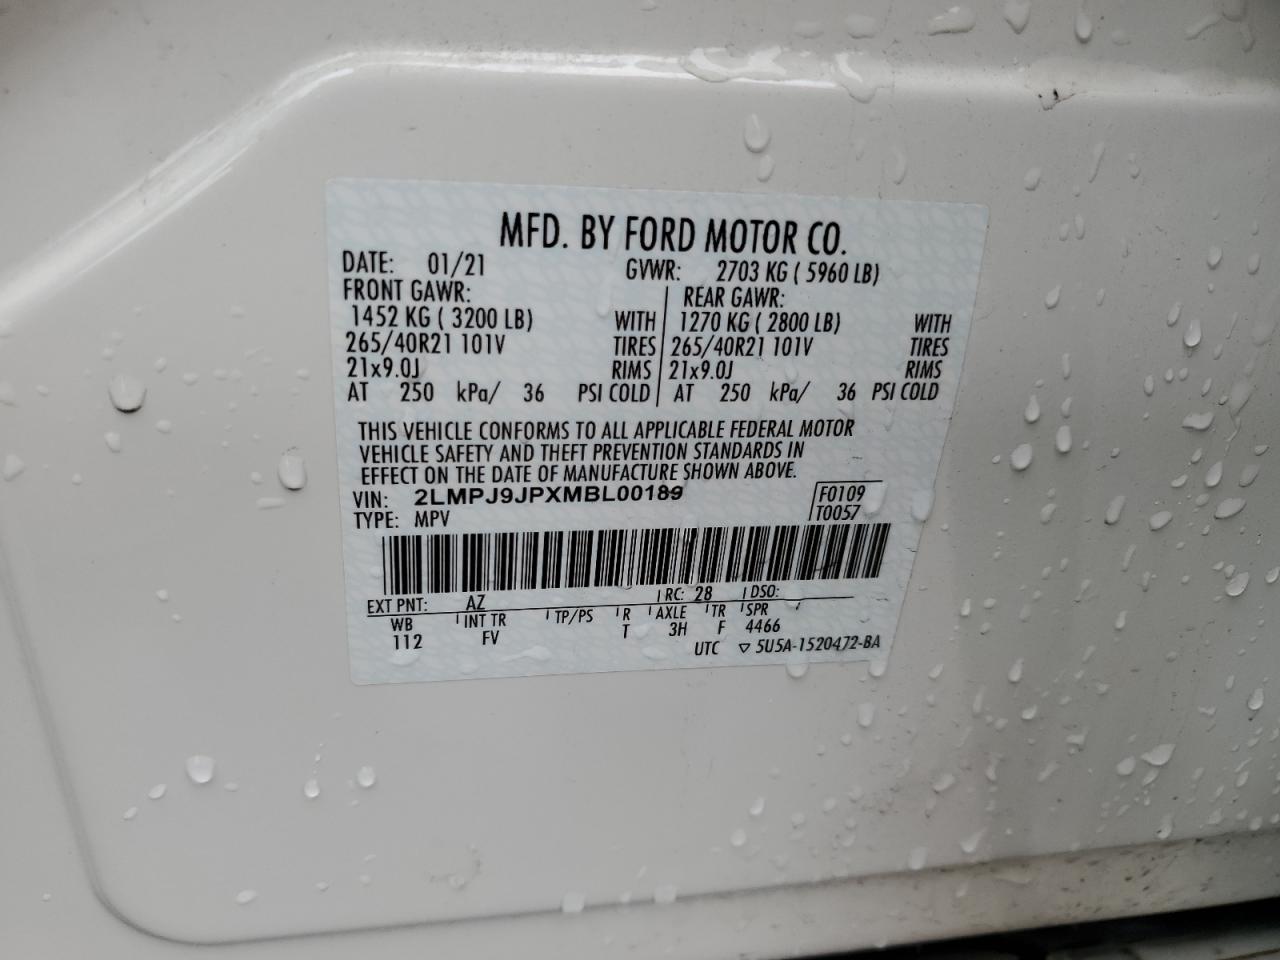 MFD. BY FORD MOTOR CO.
DATE: 01/21 GVWR: 2703 KG ( 5960 LB)
FRONT GAWR: REAR GAWR:
1452 KG ( 3200 LB) WITH 1270 KG ( 2800 LB) WITH
265/40R21 101V TIRES 265/40R21 101V TIRES
21x9.0J RIMS 21x9.0J RIMS
AT 250 kPa/ 36 PSI COLD AT 250 kPa/ 36 PSI COLD
THIS VEHICLE CONFORMS TO ALL APPLICABLE FEDERAL MOTOR
VEHICLE SAFETY AND THEFT PREVENTION STANDARDS IN
EFFECT ON THE DATE OF MANUFACTURE SHOWN ABOVE.
VIN: 2LMPJ9JPXMBL00189 F0109
TYPE: MPV T0057
EXT PNT: AZ RC: 28 DSO:
WB INT TR TP/PS R AXLE TR SPR
112 FV T 3H F 4466
UTC ▽ 5U5A-1520472-BA